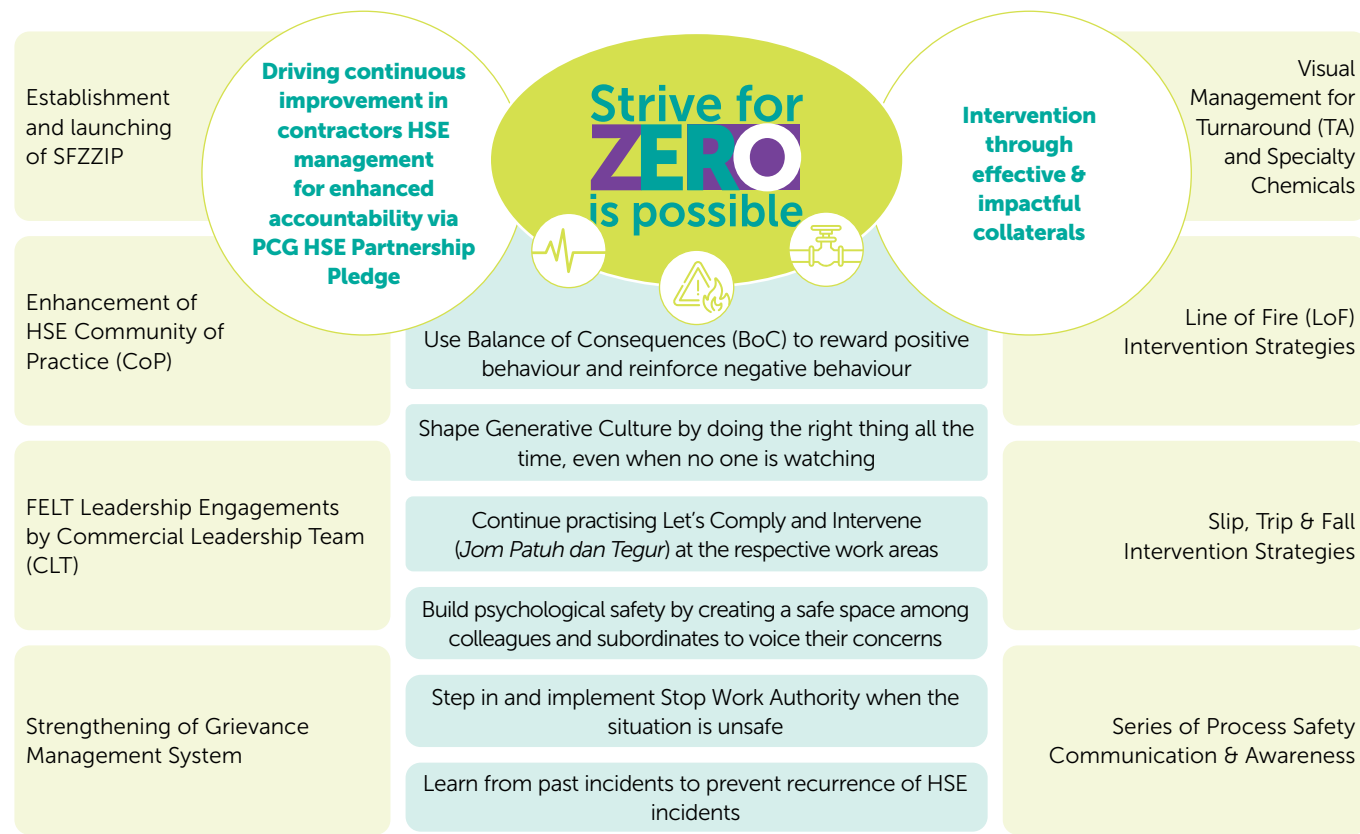 Establishment
and launching
of SFZZIP
Driving continuous
improvement in
contractors HSE
management
for enhanced
accountability via
PCG HSE Partnership
Pledge
Strive for
ZERO
is possible
Intervention
through
effective &
impactful
collaterals
Visual
Management for
Turnaround (TA)
and Specialty
Chemicals
Enhancement of
HSE Community of
Practice (CoP)
Use Balance of Consequences (BoC) to reward positive
behaviour and reinforce negative behaviour
Line of Fire (LoF)
Intervention Strategies
Shape Generative Culture by doing the right thing all the
time, even when no one is watching
FELT Leadership Engagements
by Commercial Leadership Team
(CLT)
Continue practising Let’s Comply and Intervene
(Jom Patuh dan Tegur) at the respective work areas
Slip, Trip & Fall
Intervention Strategies
Build psychological safety by creating a safe space among
colleagues and subordinates to voice their concerns
Strengthening of Grievance
Management System
Step in and implement Stop Work Authority when the
situation is unsafe
Series of Process Safety
Communication & Awareness
Learn from past incidents to prevent recurrence of HSE
incidents